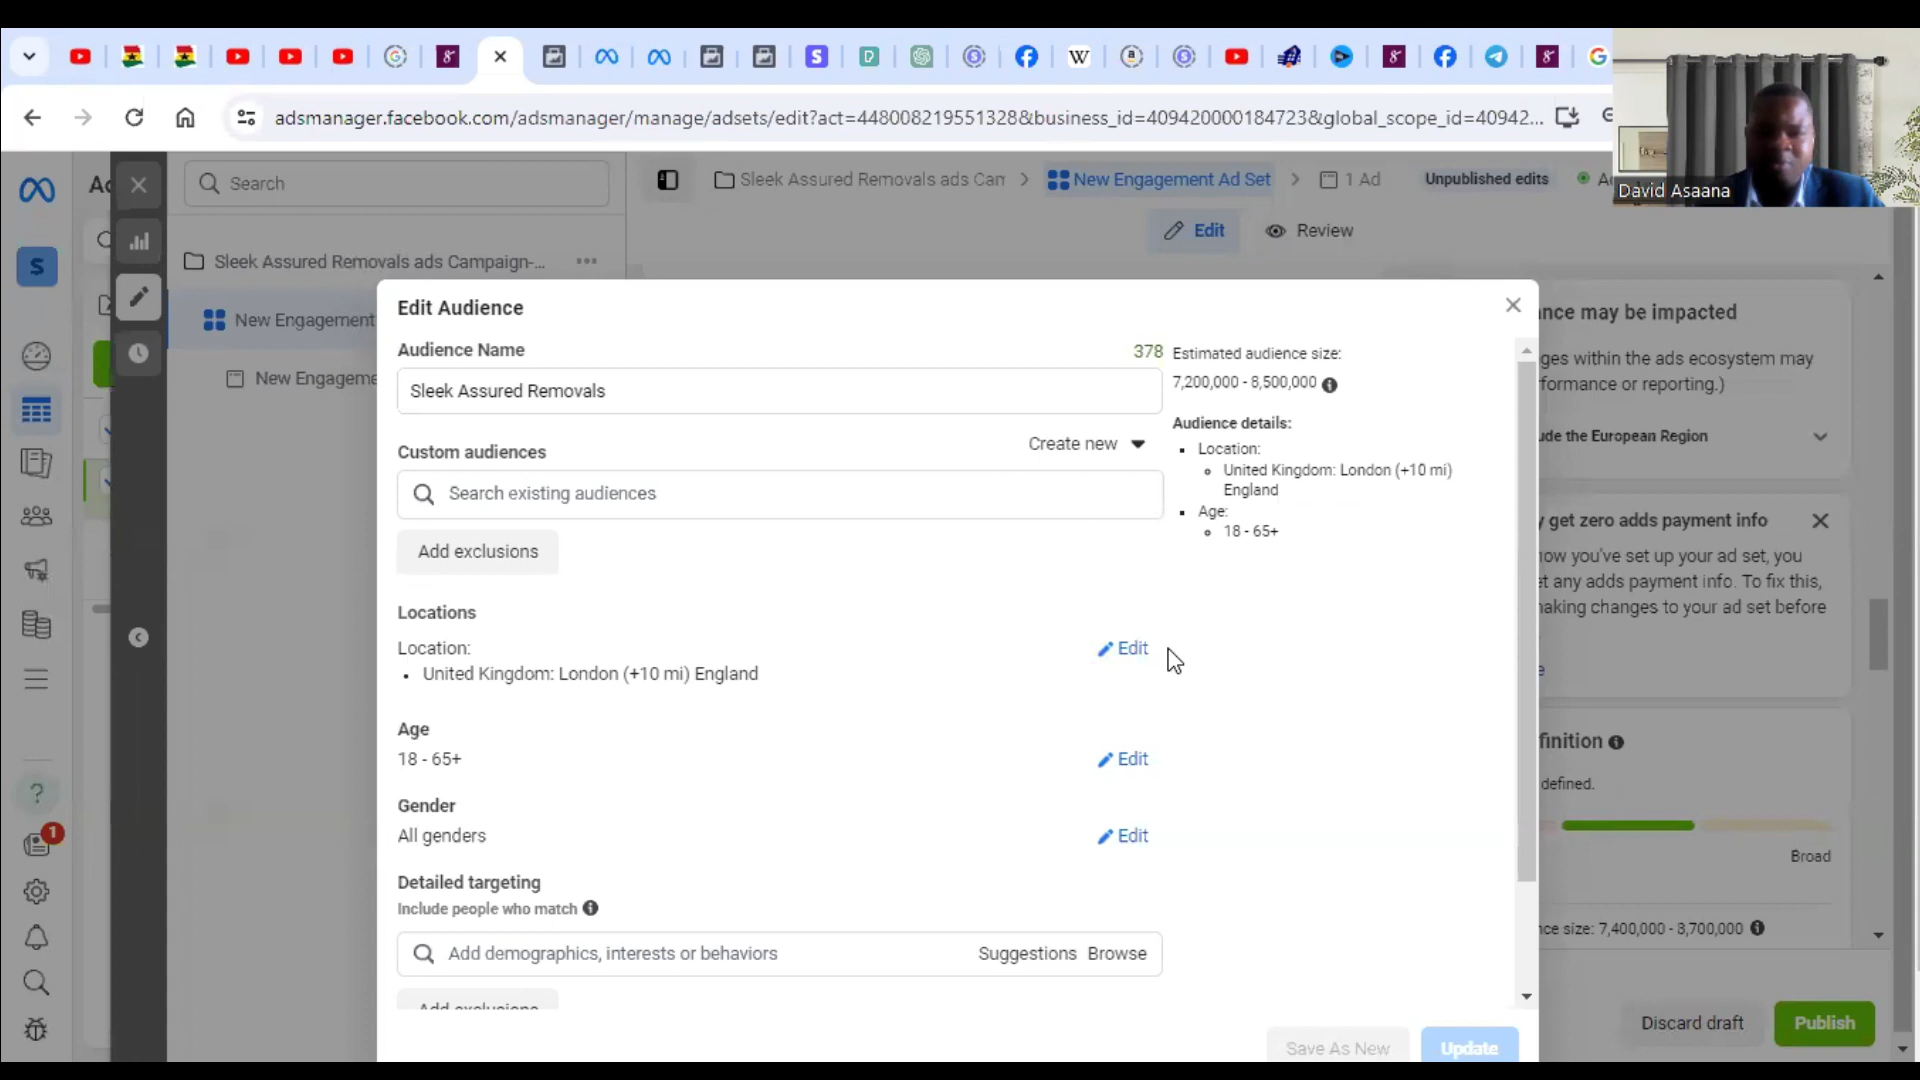 adsmanager.facebook.com/adsmanager/manage/adsets/edit?act=448008219551328&business_id=409420000184723&global_scope_id=40942...
David Asaana
Search
Sleek Assured Removals ads Can
New Engagement Ad Set
1 Ad
Unpublished edits
Edit
Review
Sleek Assured Removals ads Campaign-...
New Engagement
New Engageme
Edit Audience
Audience Name
378
Sleek Assured Removals
Custom audiences
Create new
Search existing audiences
Add exclusions
Locations
Location:
United Kingdom: London (+10 mi) England
Edit
Age
18 - 65+
Edit
Gender
All genders
Edit
Detailed targeting
Include people who match
Add demographics, interests or behaviors
Suggestions
Browse
Add exclusions
Save As New
Update
Estimated audience size:
7,200,000 - 8,500,000
Audience details:
Location:
United Kingdom: London (+10 mi)
England
Age:
18 - 65+
nce may be impacted
ges within the ads ecosystem may
formance or reporting.)
ude the European Region
y get zero adds payment info
ow you've set up your ad set, you
et any adds payment info. To fix this,
naking changes to your ad set before
finition
defined.
Broad
nce size: 7,400,000 - 8,700,000
Discard draft
Publish
1